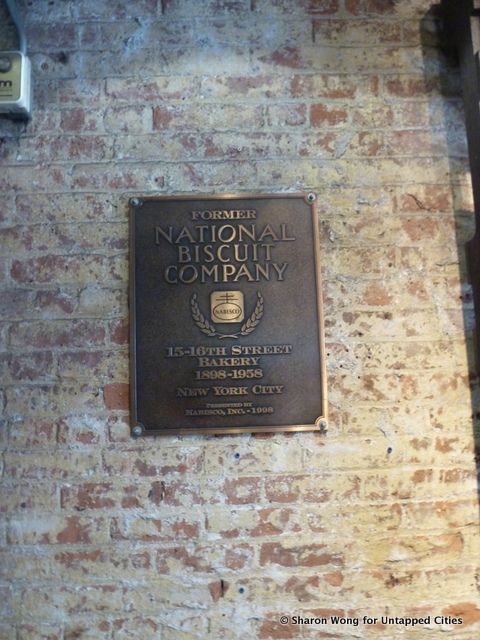 m
FORMER
NATIONAL
BISCUIT
COMPANY
NABISCO
15-16TH STREET
BAKERY
1898-1958
NEW YORK CITY
PRESENTED BY
NABISCO, INC. - 1998
© Sharon Wong for Untapped Cities